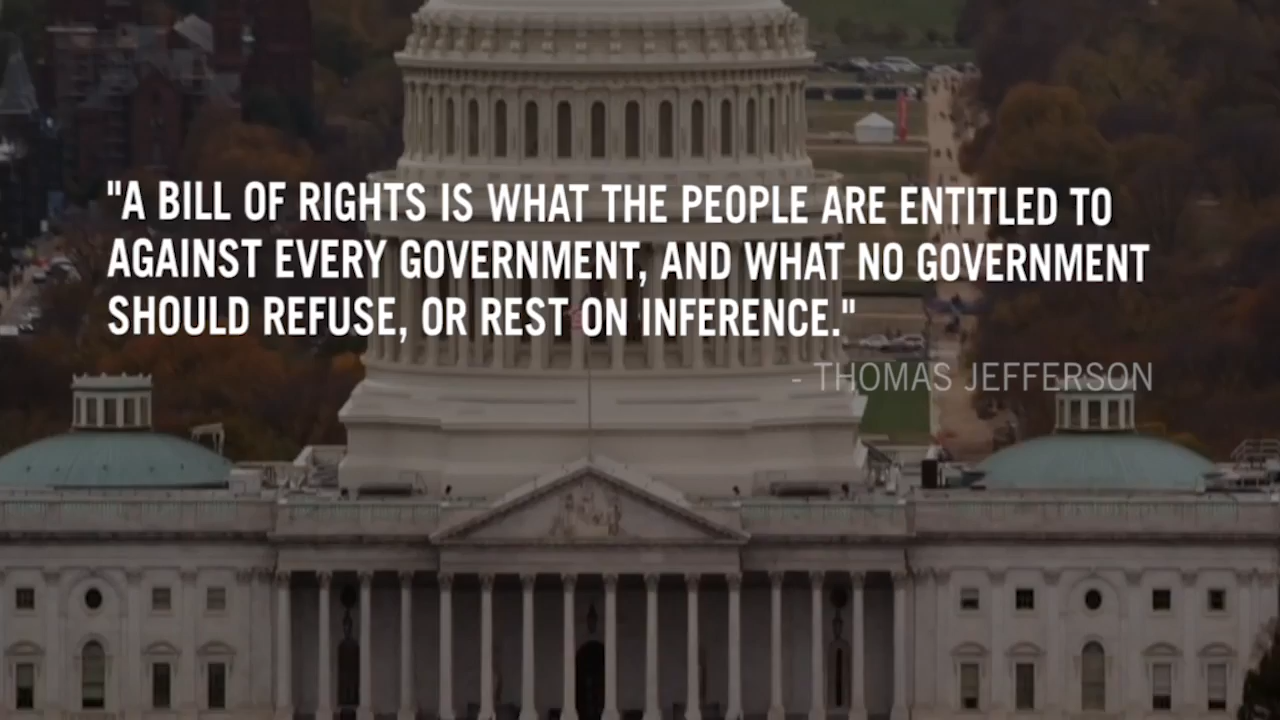 "A BILL OF RIGHTS IS WHAT THE PEOPLE ARE ENTITLED TO
AGAINST EVERY GOVERNMENT, AND WHAT NO GOVERNMENT
SHOULD REFUSE, OR REST ON INFERENCE."
- THOMAS JEFFERSON